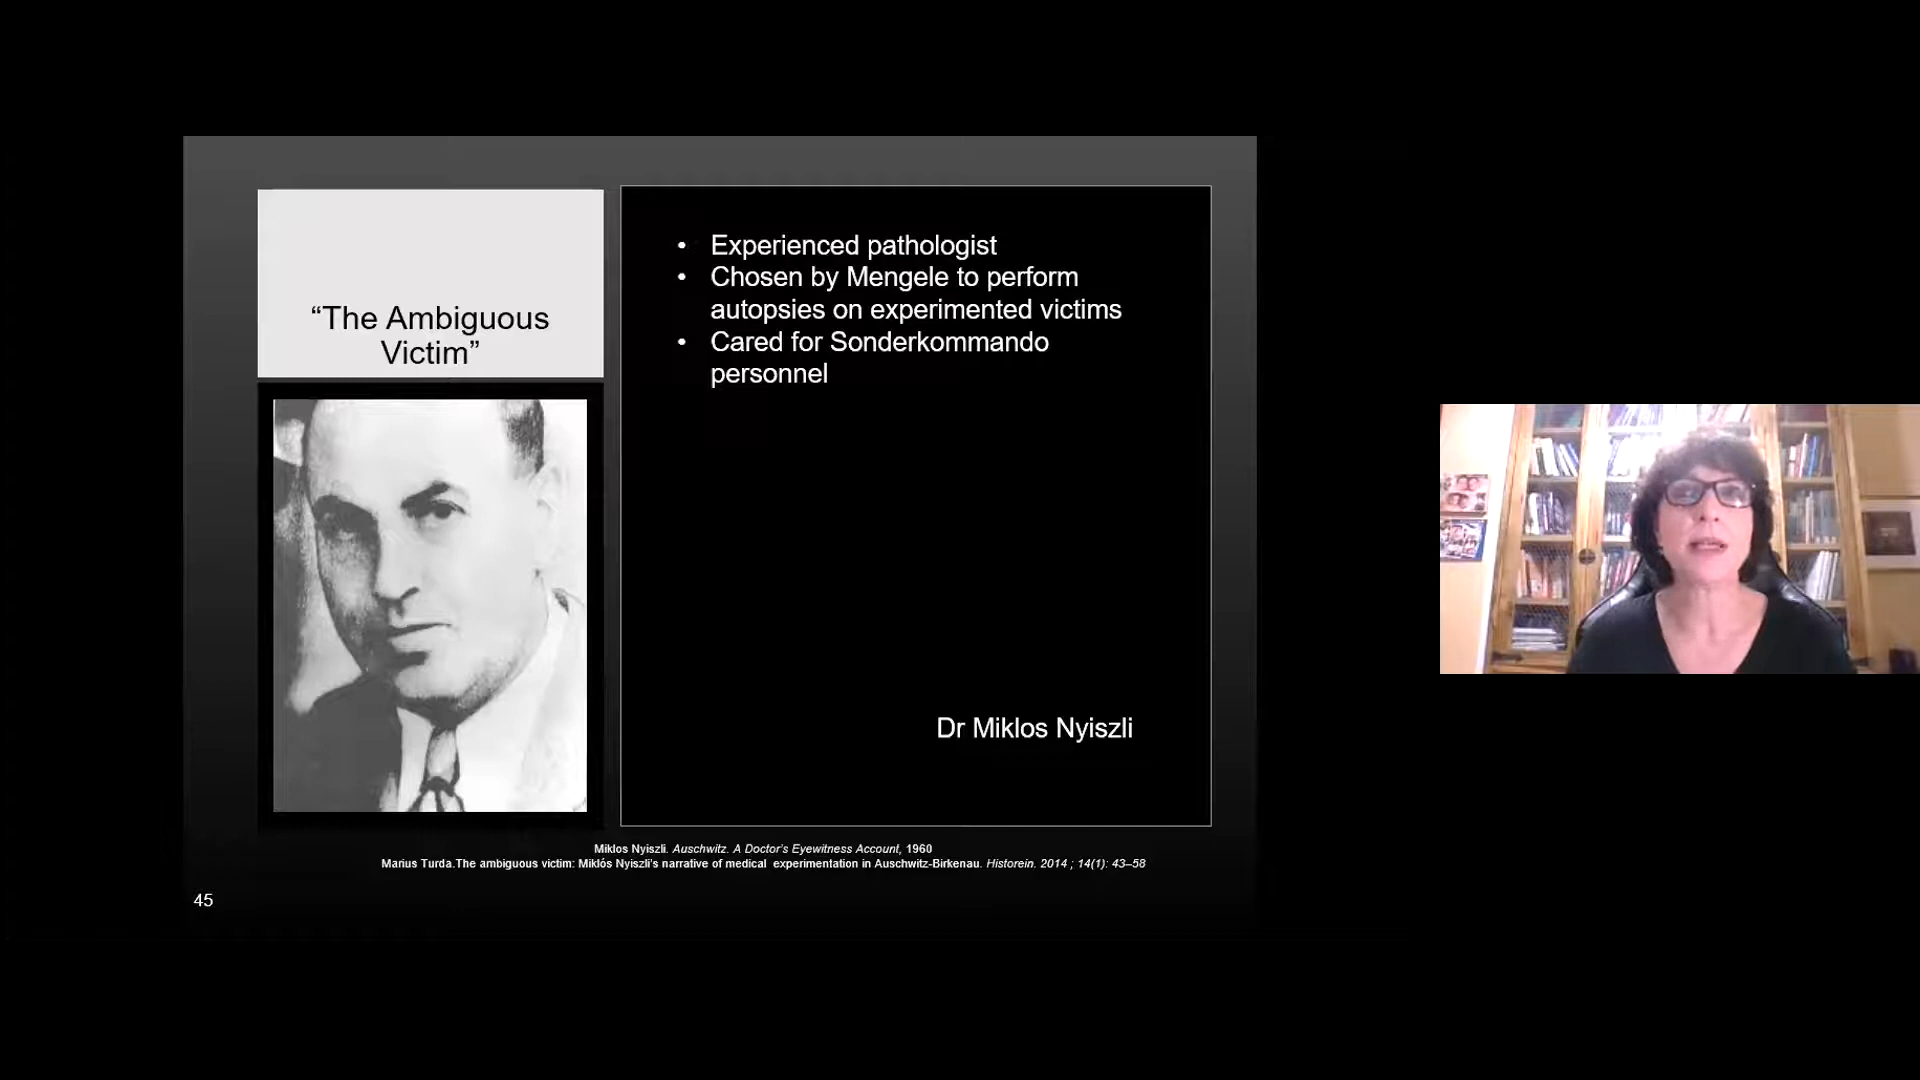 “The Ambiguous
Victim”
• Experienced pathologist
• Chosen by Mengele to perform
autopsies on experimented victims
• Cared for Sonderkommando
personnel
Dr Miklos Nyiszli
Miklos Nyiszli. Auschwitz. A Doctor's Eyewitness Account, 1960
Marius Turda.The ambiguous victim: Miklós Nyiszli's narrative of medical experimentation in Auschwitz-Birkenau. Historein. 2014 ; 14(1): 43–58
45